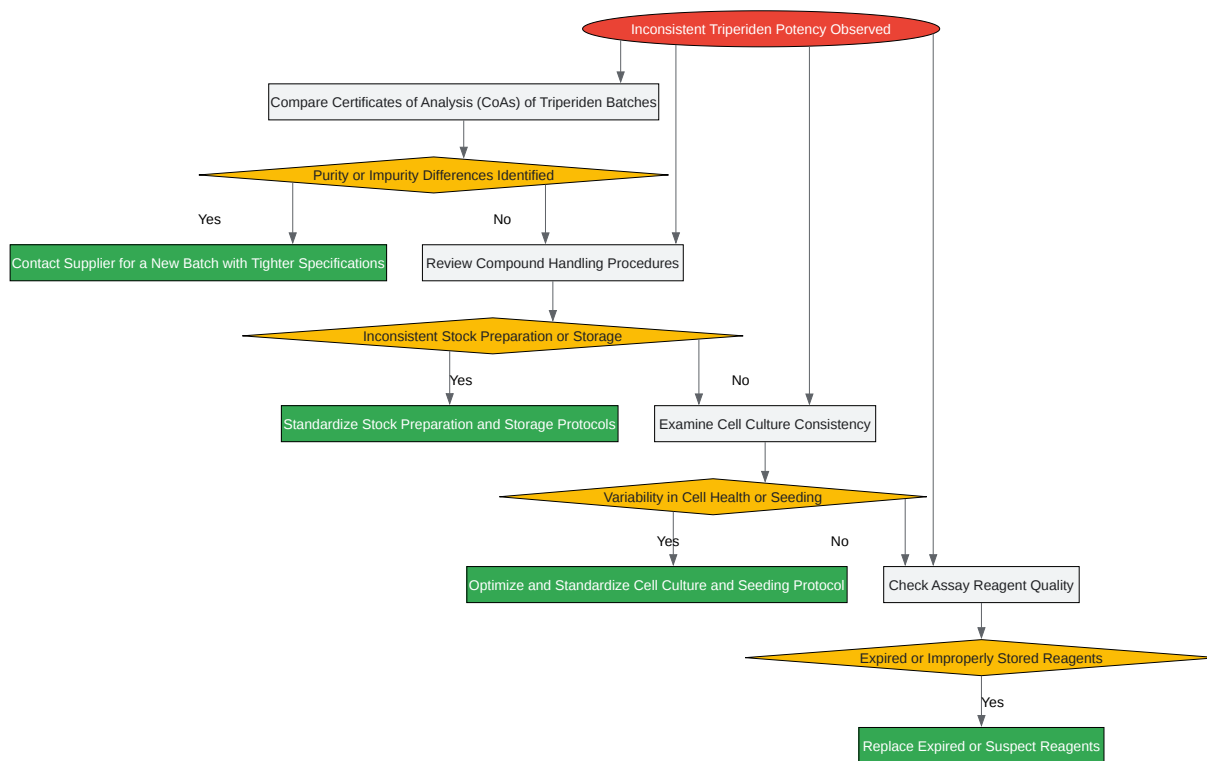 Inconsistent Triperiden Potency Observed
Compare Certificates of Analysis (CoAs) of Triperiden Batches
Purity or Impurity Differences Identified
Yes
No
Contact Supplier for a New Batch with Tighter Specifications
Review Compound Handling Procedures
Inconsistent Stock Preparation or Storage
Yes
No
Standardize Stock Preparation and Storage Protocols
Examine Cell Culture Consistency
Variability in Cell Health or Seeding
Yes
No
Optimize and Standardize Cell Culture and Seeding Protocol
Check Assay Reagent Quality
Expired or Improperly Stored Reagents
Yes
Replace Expired or Suspect Reagents